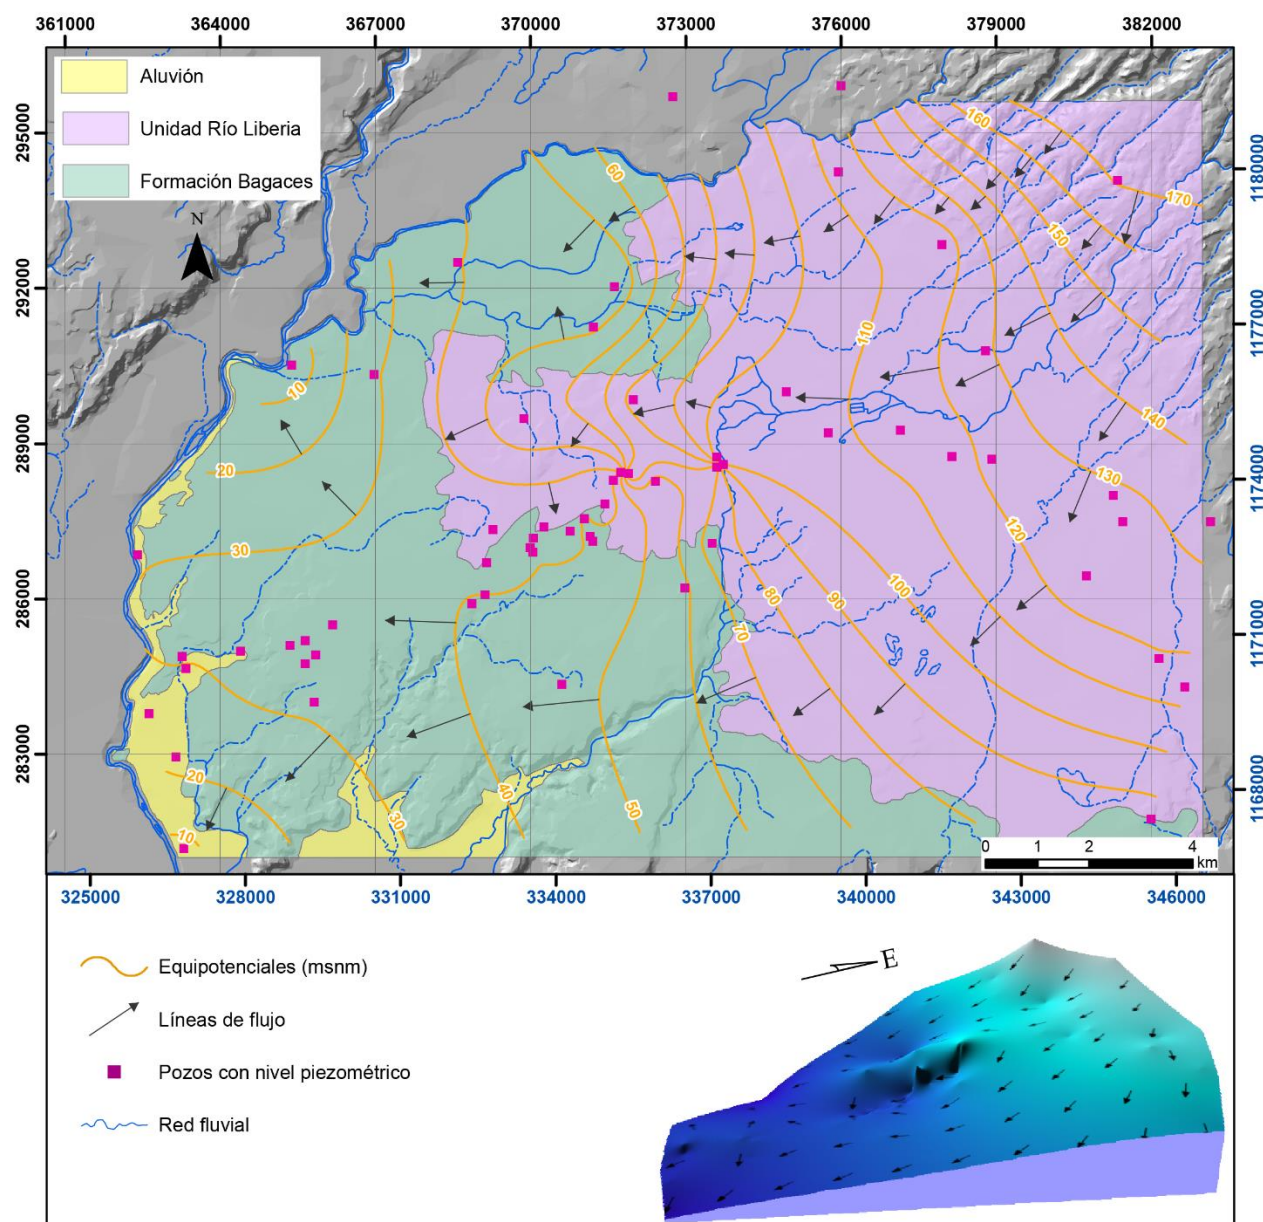 361000 364000 367000 370000 373000 376000 379000 382000
Aluvión
Unidad Río Liberia
Formación Bagaces
N
295000
292000
289000
286000
283000
1180000
1177000
1174000
1171000
1168000
60
160
170
150
110
140
130
10
20
30
120
100
90
80
70
20
10
30
40
50
0 1 2 4
km
325000 328000 331000 334000 337000 340000 343000 346000
Equipotenciales (msnm)
Líneas de flujo
Pozos con nivel piezométrico
Red fluvial
E